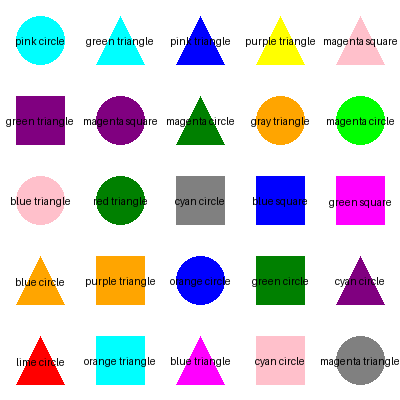 pink circle green triangle pink triangle purple triangle magenta square
green triangle magenta square magenta circle gray triangle magenta circle
blue triangle red triangle cyan circle blue square green square
blue circle purple triangle orange circle green circle cyan circle
lime circle orange triangle blue triangle cyan circle magenta triangle